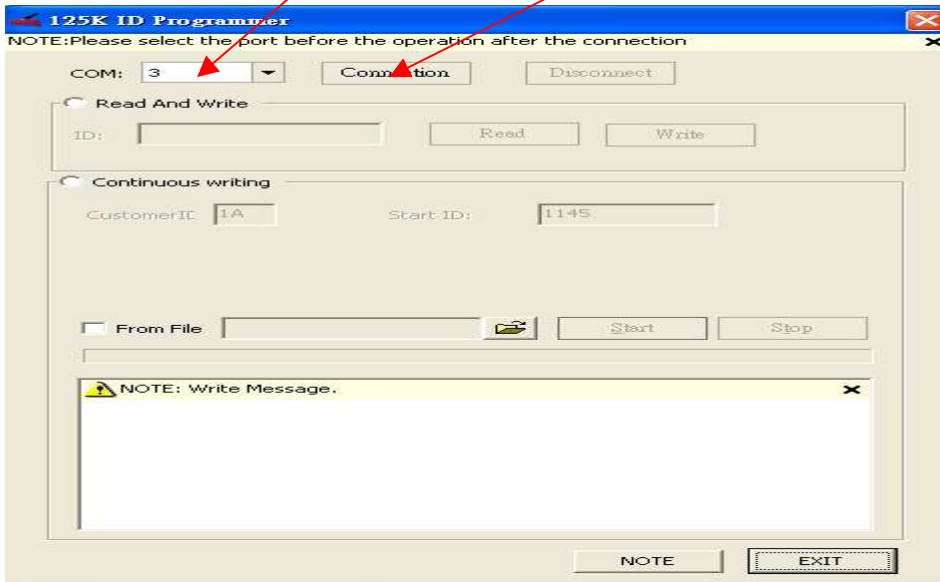 125K ID Programmer
NOTE:Please select the port before the operation after the connection
COM: 3 Connection Disconnect
Read And Write
ID: Read Write
Continuous writing
CustomerID 1A Start-ID: 1145
From File Start Stop
NOTE: Write Message.
NOTE EXIT